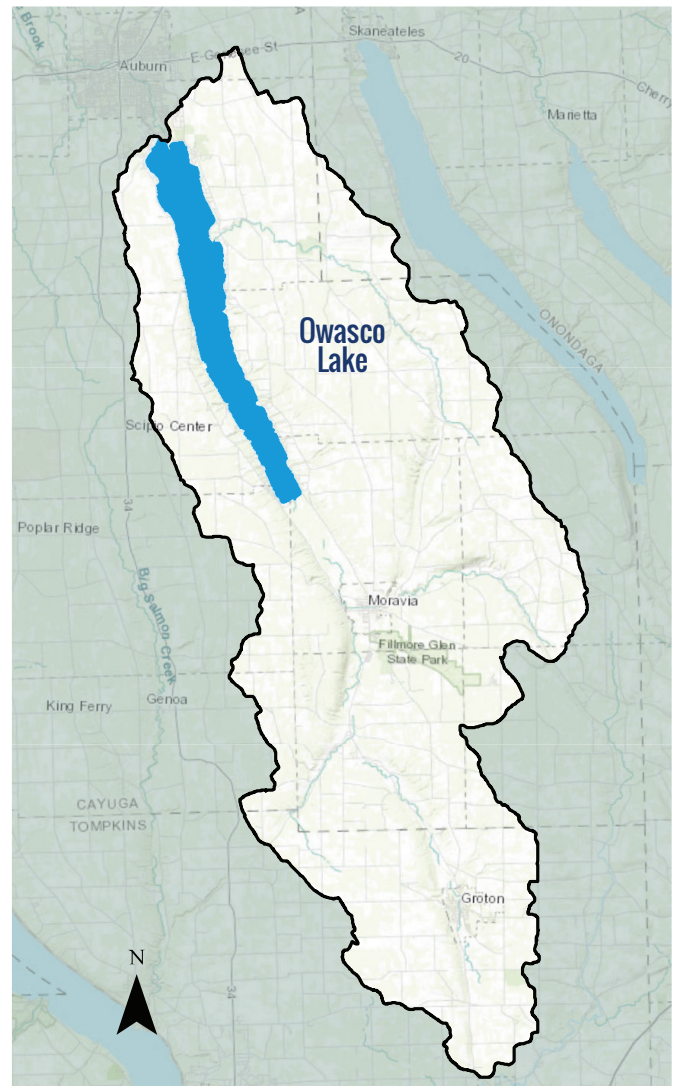 Brook
Skaneateles
E-Genesee St
20
Auburn
Cherry
Marietta
ONONDAGA
Owasco
Lake
Scipio Center
34
Poplar Ridge
Big Salmon Creek
Moravia
Fillmore Glen
State Park
King Ferry
Genoa
CAYUGA
TOMPKINS
Groton
N
34